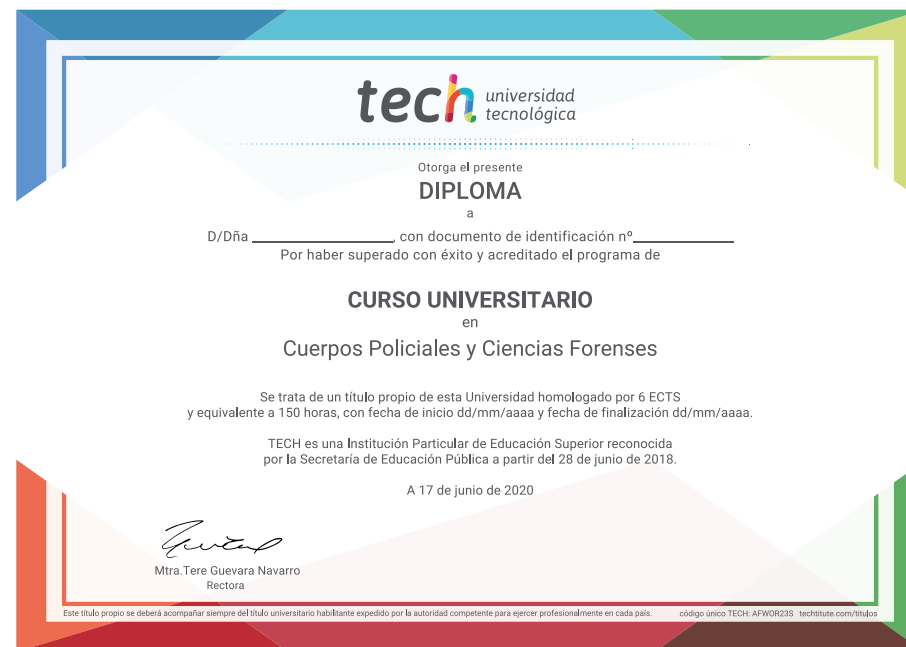 tech universidad
tecnológica
Otorga el presente
DIPLOMA
a
D/Dña ____________________, con documento de identificación nº______________
Por haber superado con éxito y acreditado el programa de
CURSO UNIVERSITARIO
en
Cuerpos Policiales y Ciencias Forenses
Se trata de un título propio de esta Universidad homologado por 6 ECTS
y equivalente a 150 horas, con fecha de inicio dd/mm/aaaa y fecha de finalización dd/mm/aaaa.
TECH es una Institución Particular de Educación Superior reconocida
por la Secretaría de Educación Pública a partir del 28 de junio de 2018.
A 17 de junio de 2020
Mtra.Tere Guevara Navarro
Rectora
Este título propio se deberá acompañar siempre del título universitario habilitante expedido por la autoridad competente para ejercer profesionalmente en cada país. código único TECH: AFWOR23S techtitute.com/titulos